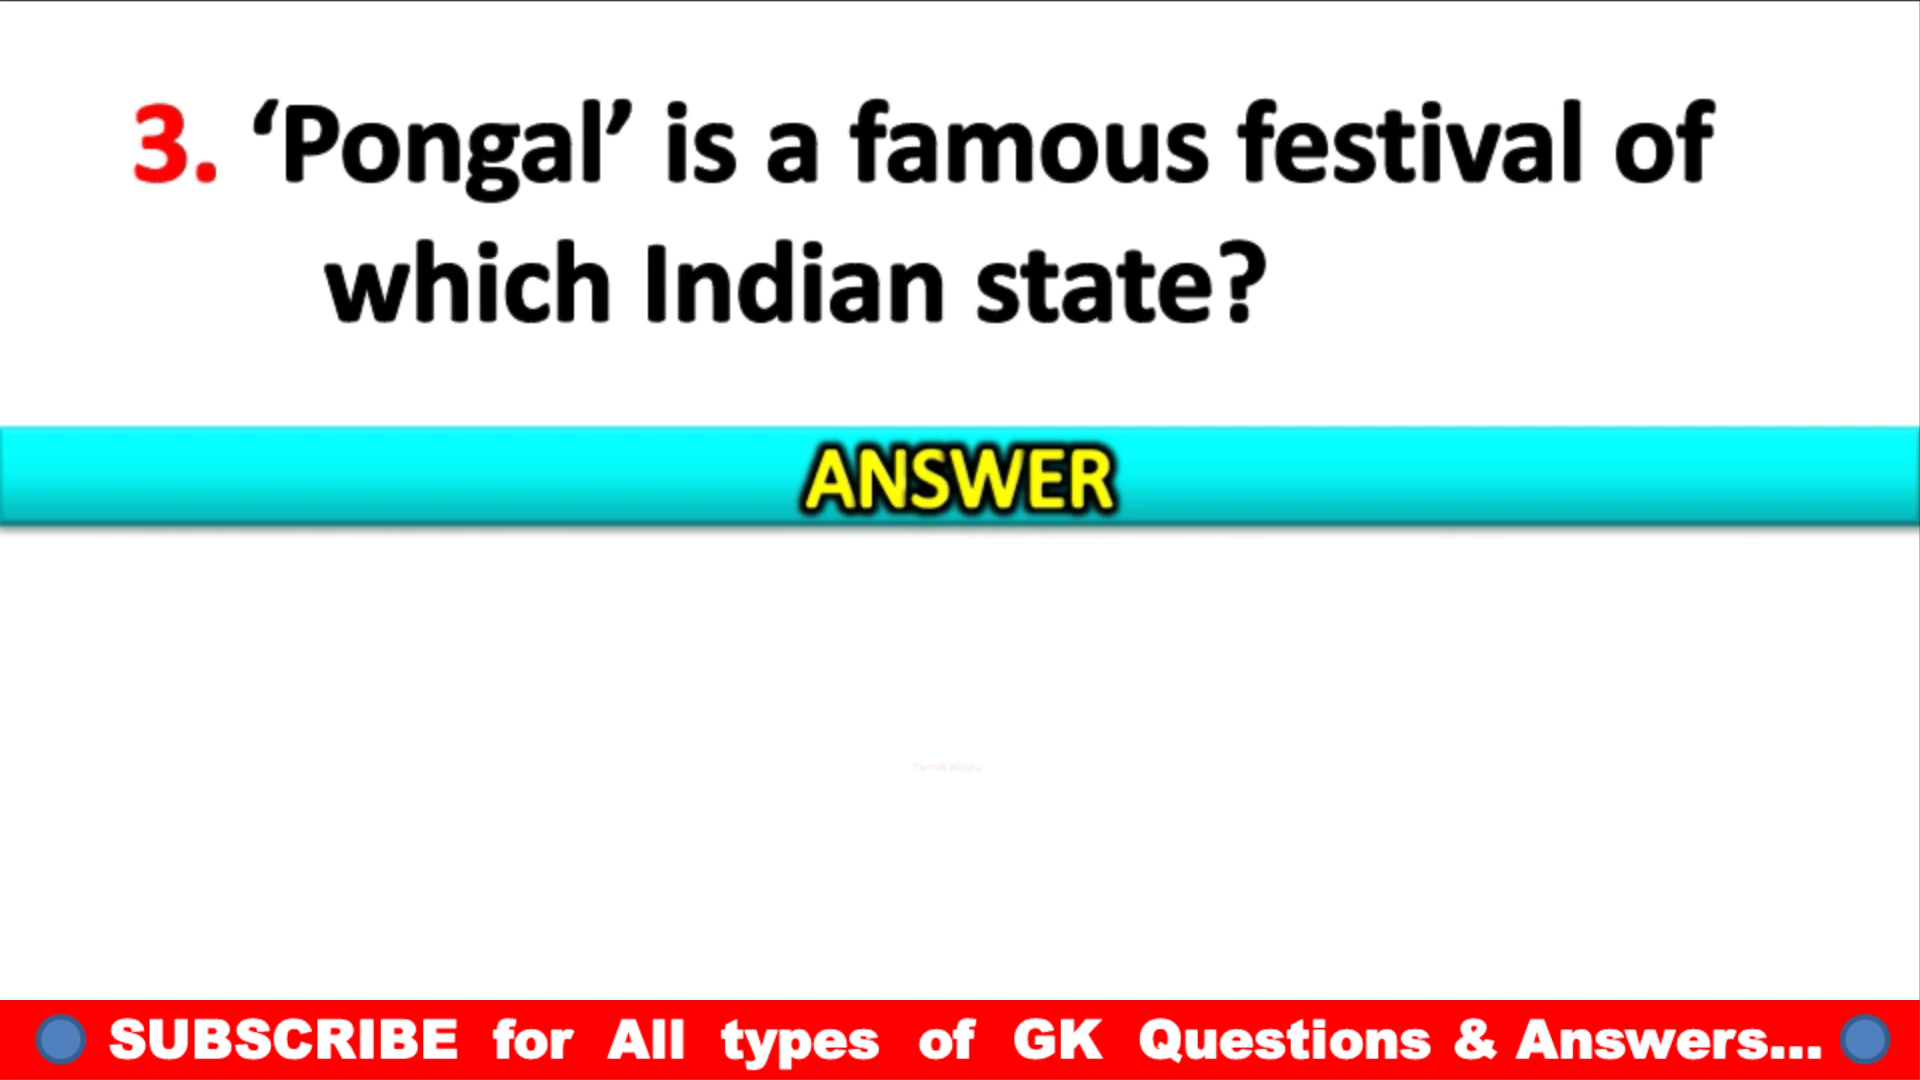 3. ‘Pongal’ is a famous festival of
which Indian state?
ANSWER
SUBSCRIBE for All types of GK Questions & Answers...